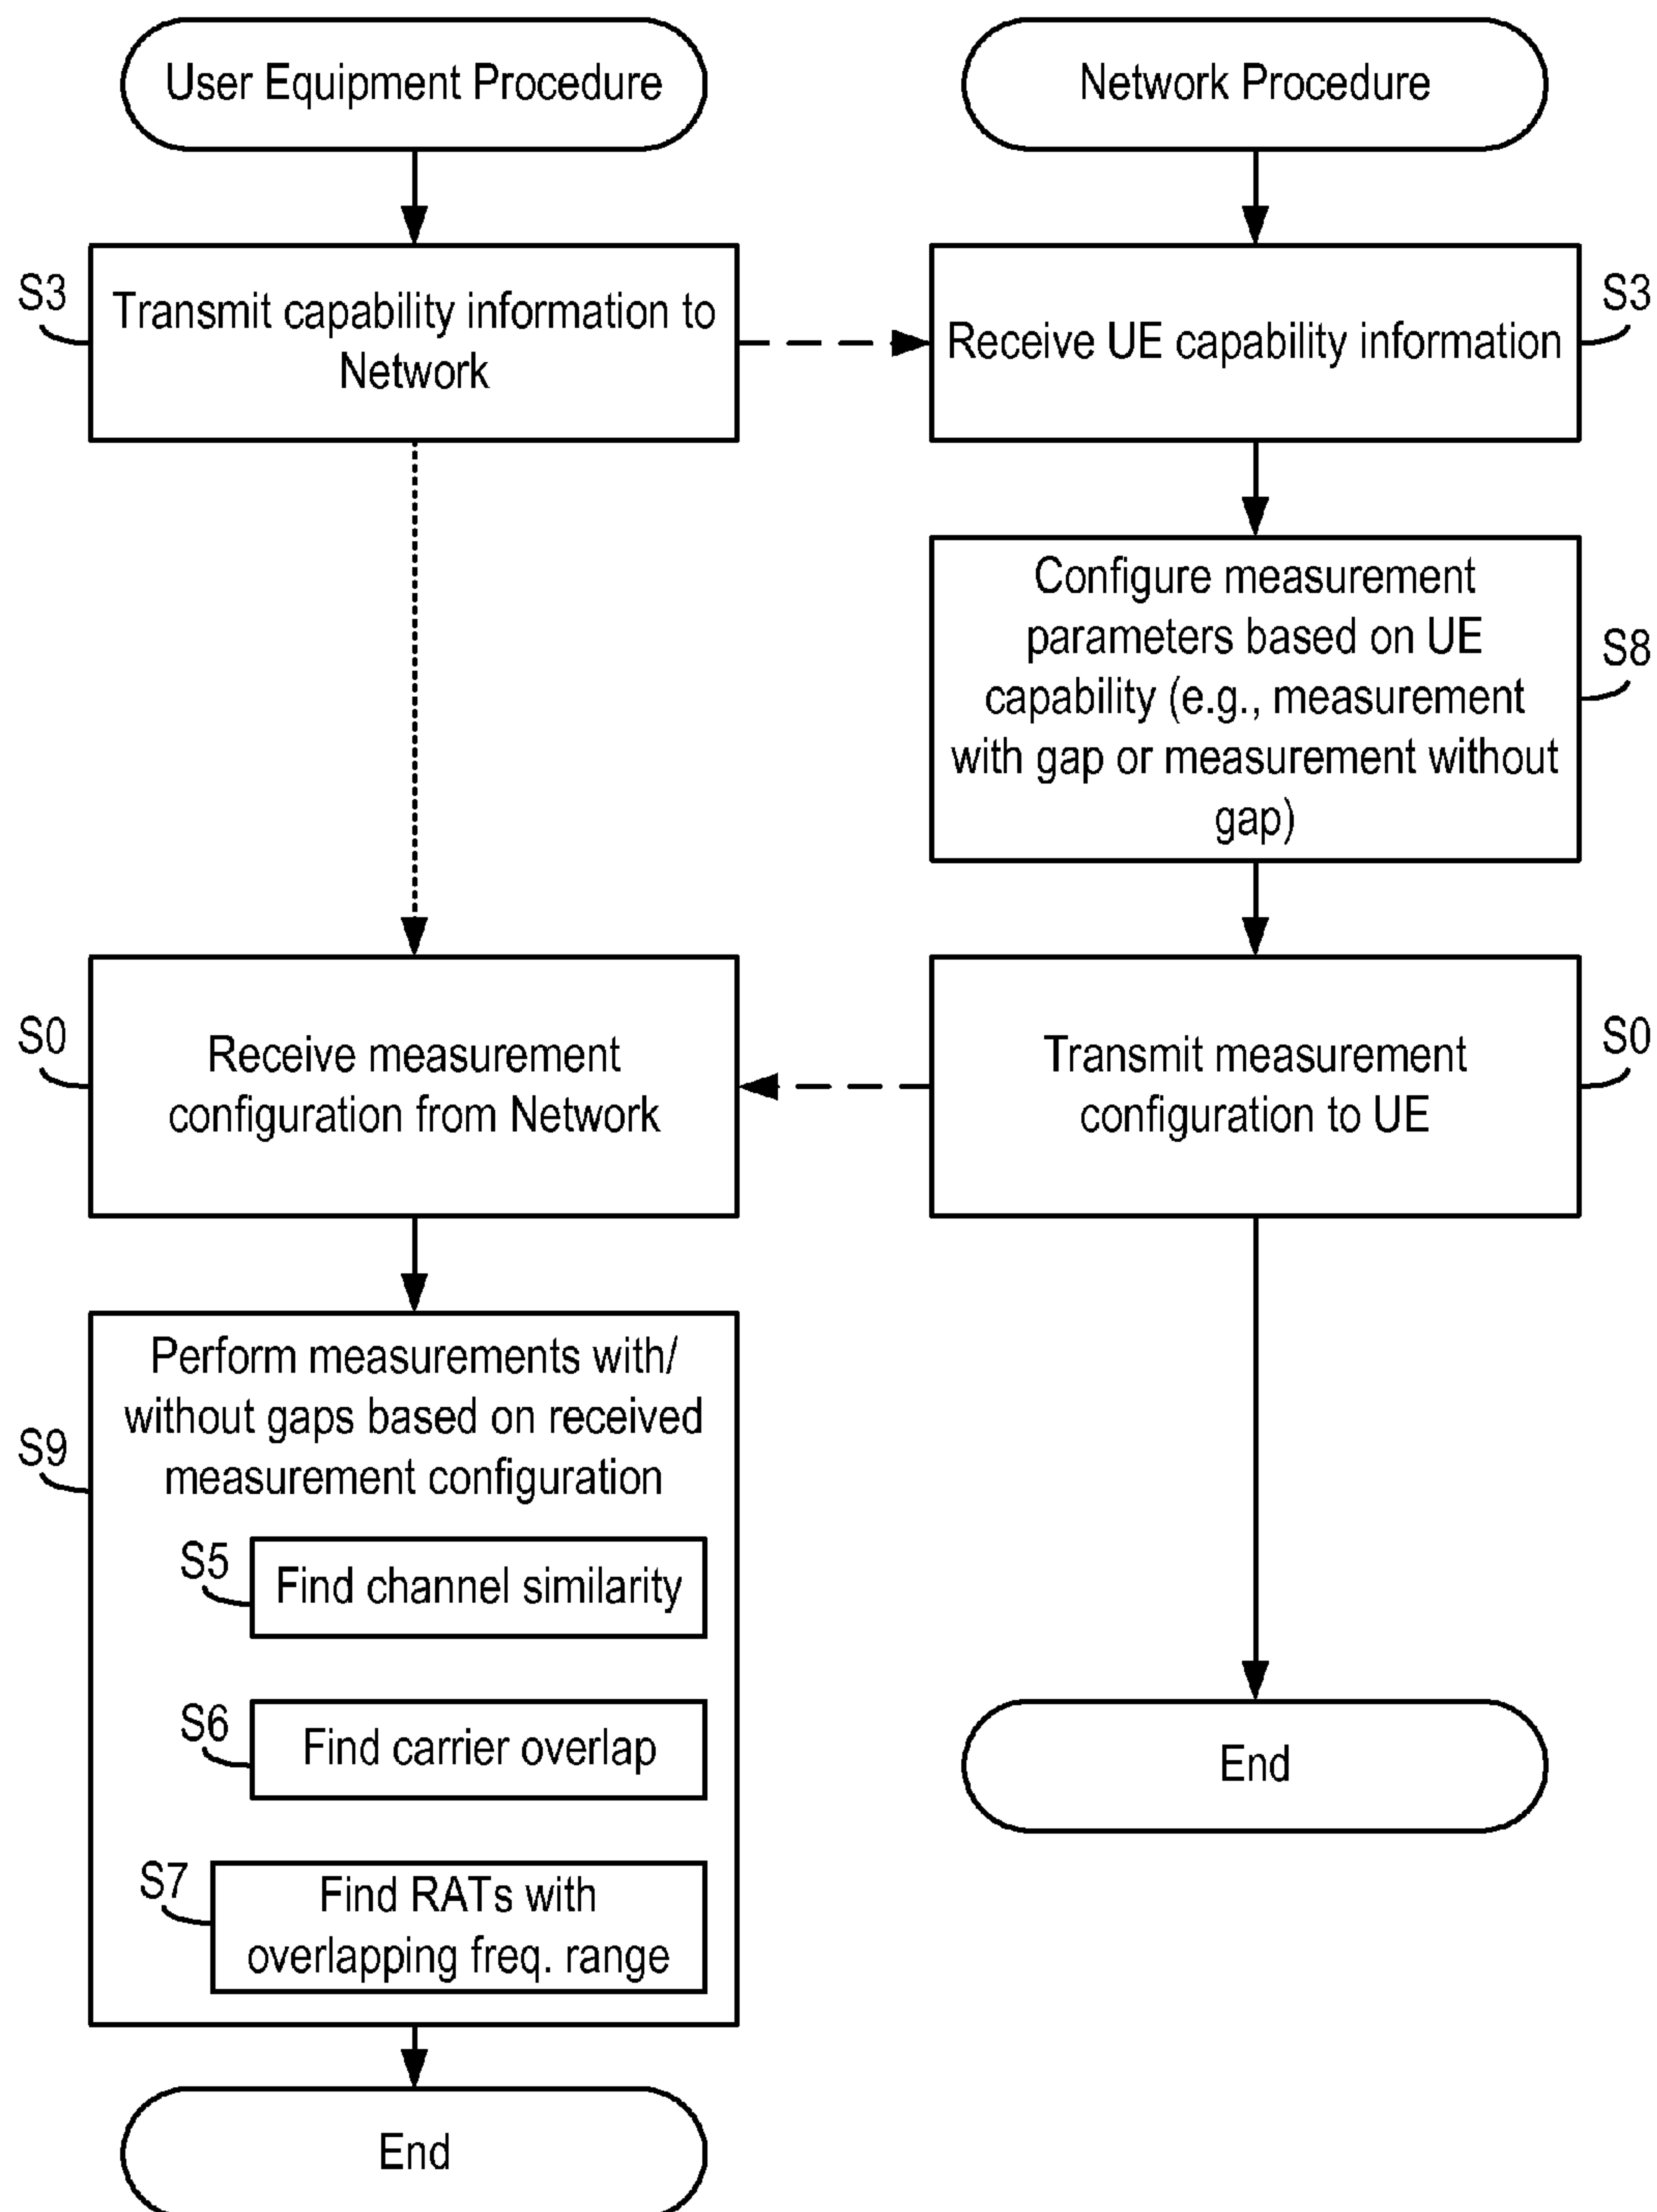 User Equipment Procedure
Network Procedure
S3
Transmit capability information to
Network
Receive UE capability information
S3
Configure measurement
parameters based on UE
capability (e.g., measurement
with gap or measurement without
gap)
S8
S0
Receive measurement
configuration from Network
Transmit measurement
configuration to UE
S0
S9
Perform measurements with/
without gaps based on received
measurement configuration
S5
Find channel similarity
S6
Find carrier overlap
S7
Find RATs with
overlapping freq. range
End
End